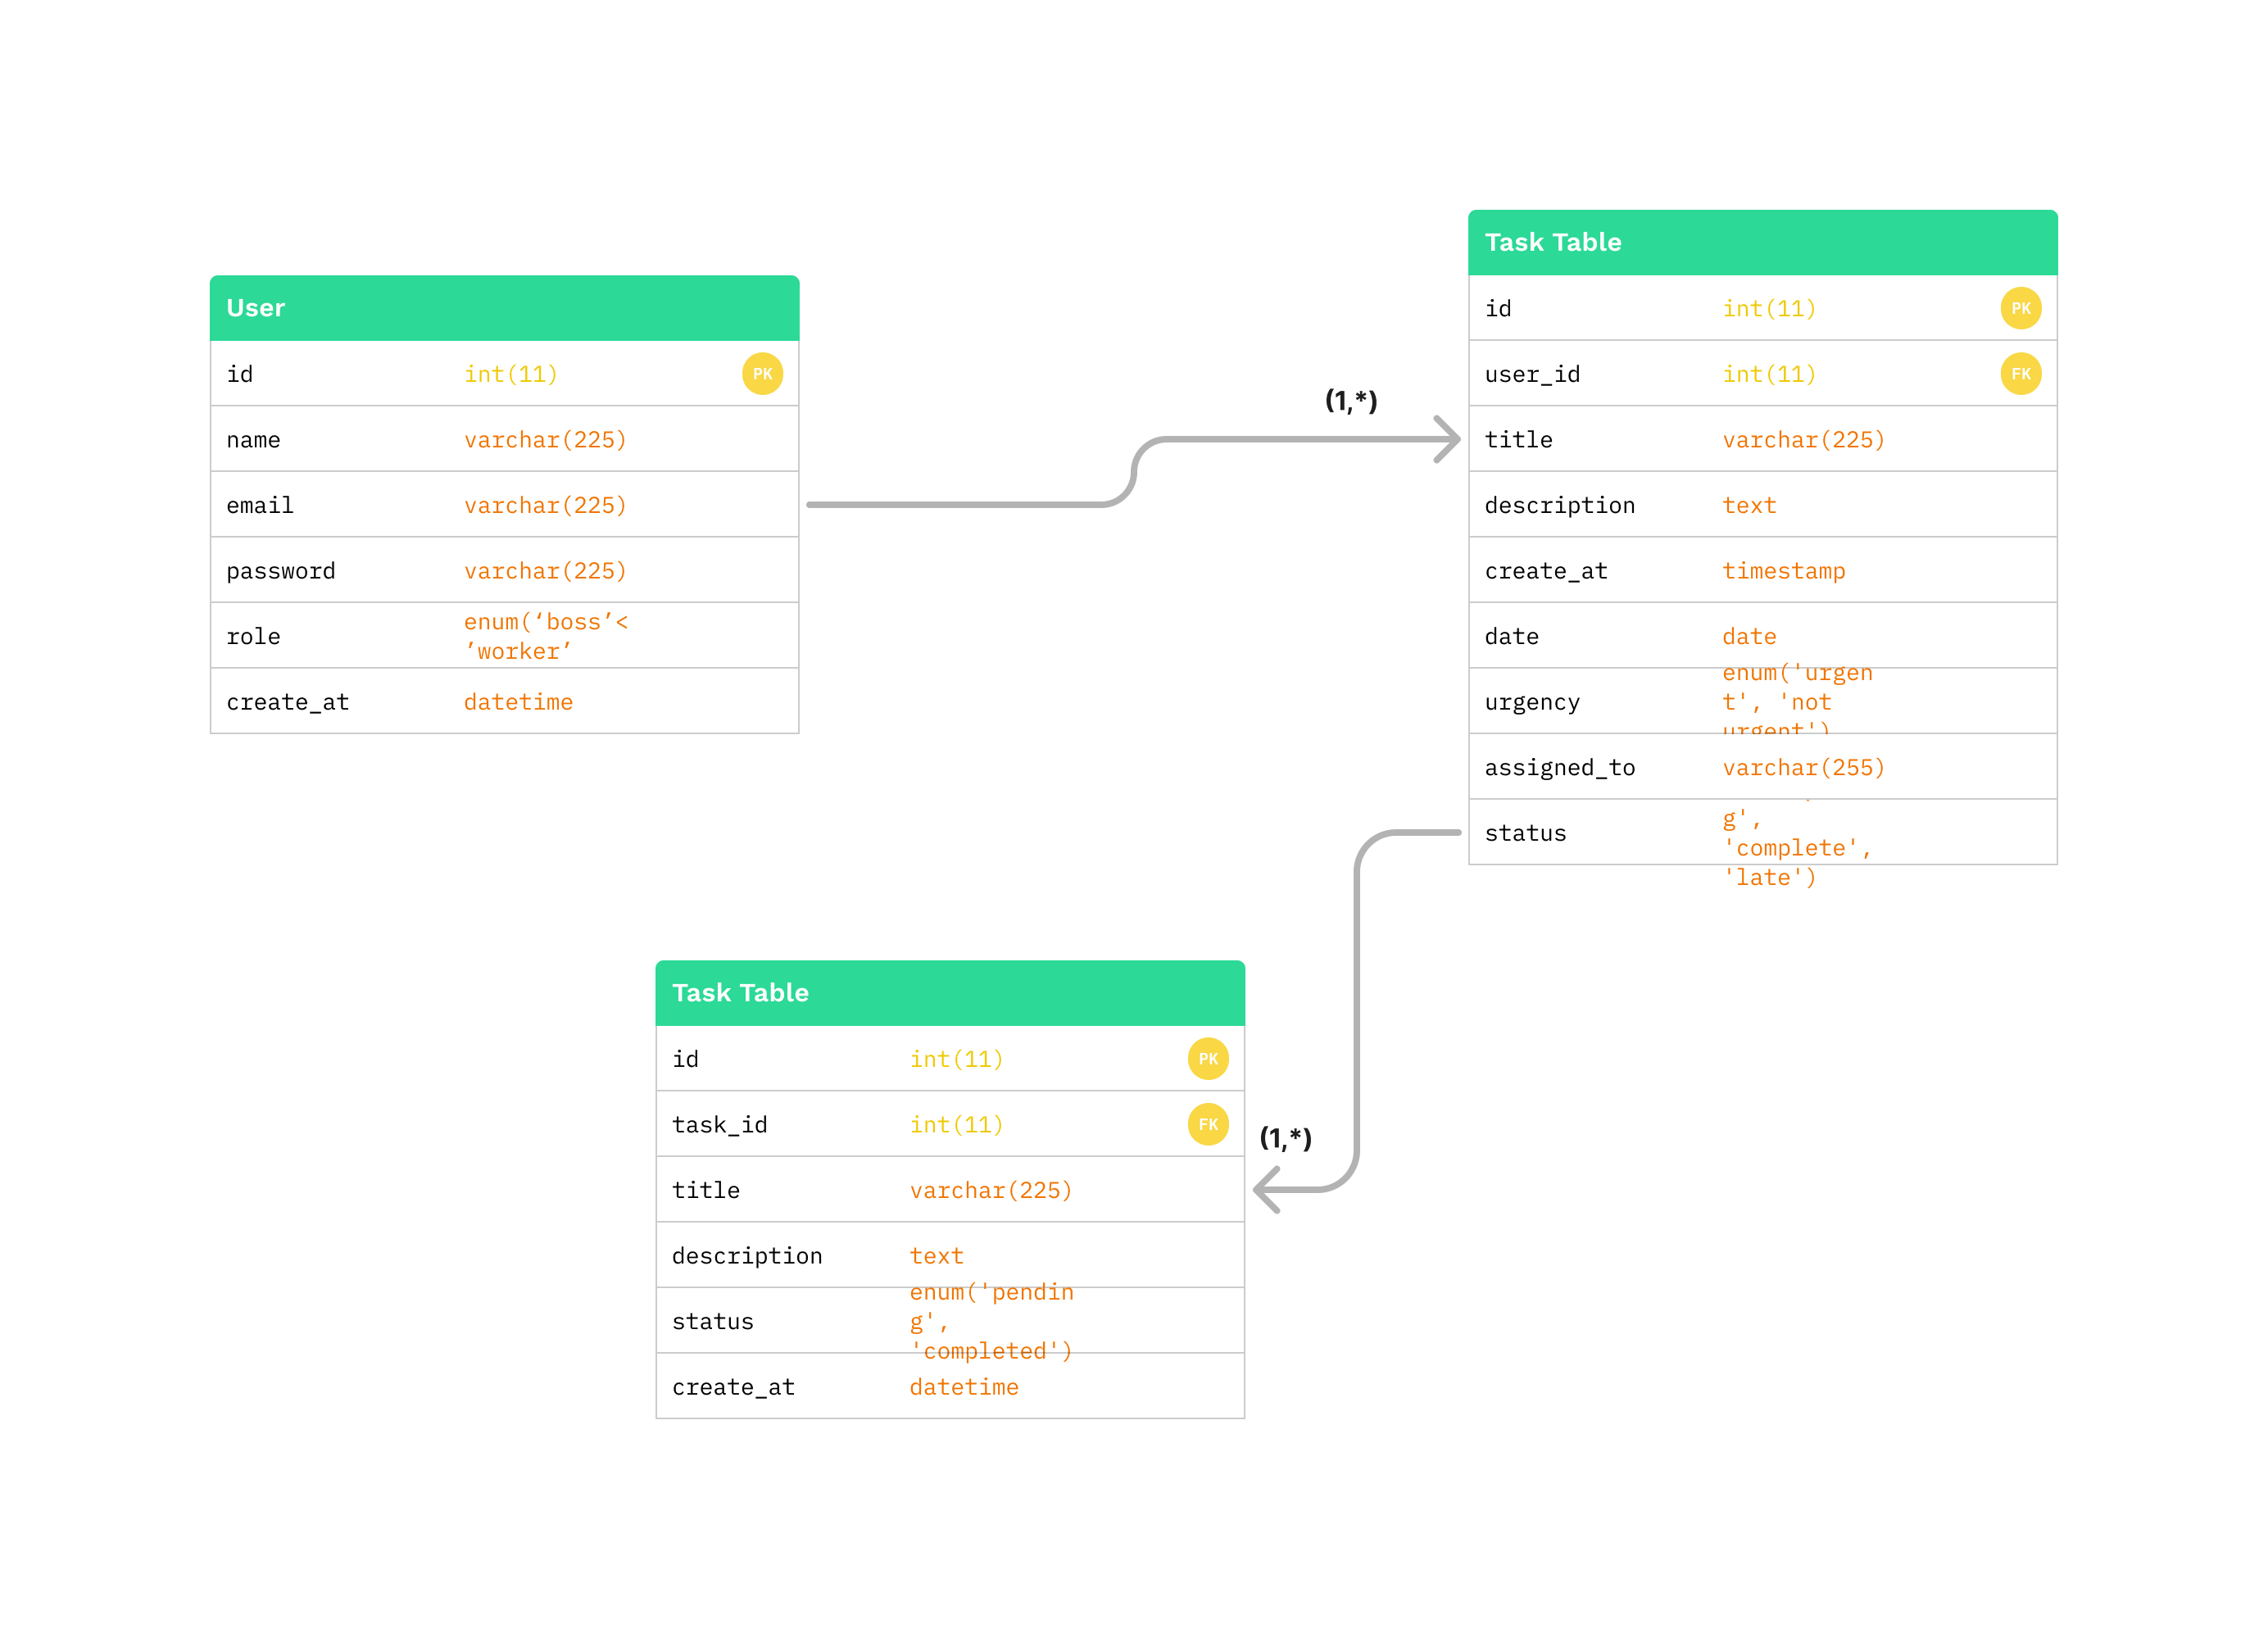 User
id int(11) PK
name varchar(225)
email varchar(225)
password varchar(225)
role enum(‘boss’<
’worker’
create_at datetime
(1,*)
Task Table
id int(11) PK
user_id int(11) FK
title varchar(225)
description text
create_at timestamp
date date
urgency enum('urgen
t', 'not
urgent')
assigned_to varchar(255)
status g',
'complete',
'late')
Task Table
id int(11) PK
task_id int(11) FK
title varchar(225)
description text
status enum('pendin
g',
'completed')
create_at datetime
(1,*)